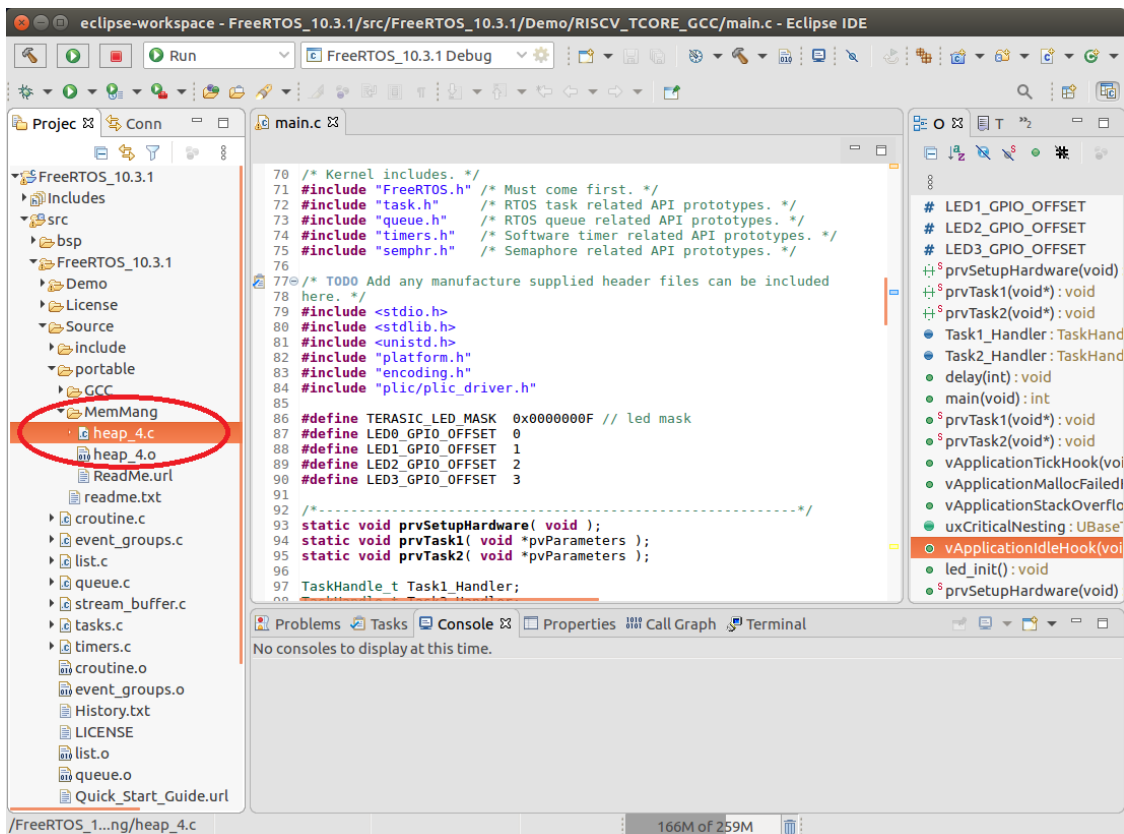 eclipse-workspace - FreeRTOS_10.3.1/src/FreeRTOS_10.3.1/Demo/RISCV_TCORE_GCC/main.c - Eclipse IDE
Run
FreeRTOS_10.3.1 Debug
Projec
Conn
FreeRTOS_10.3.1
Includes
src
bsp
FreeRTOS_10.3.1
Demo
License
Source
include
portable
GCC
MemMang
heap_4.c
heap_4.o
ReadMe.url
readme.txt
croutine.c
event_groups.c
list.c
queue.c
stream_buffer.c
tasks.c
timers.c
croutine.o
event_groups.o
History.txt
LICENSE
list.o
queue.o
Quick_Start_Guide.url
main.c
70 /* Kernel includes. */
71 #include "FreeRTOS.h" /* Must come first. */
72 #include "task.h" /* RTOS task related API prototypes. */
73 #include "queue.h" /* RTOS queue related API prototypes. */
74 #include "timers.h" /* Software timer related API prototypes. */
75 #include "semphr.h" /* Semaphore related API prototypes. */
76
77 /* TODO Add any manufacture supplied header files can be included
78 here. */
79 #include <stdio.h>
80 #include <stdlib.h>
81 #include <unistd.h>
82 #include "platform.h"
83 #include "encoding.h"
84 #include "plic/plic_driver.h"
85
86 #define TERASIC_LED_MASK 0x0000000F // led mask
87 #define LED0_GPIO_OFFSET 0
88 #define LED1_GPIO_OFFSET 1
89 #define LED2_GPIO_OFFSET 2
90 #define LED3_GPIO_OFFSET 3
91
92 /*-----------------------------------------------------------*/
93 static void prvSetupHardware( void );
94 static void prvTask1( void *pvParameters );
95 static void prvTask2( void *pvParameters );
96
97 TaskHandle_t Task1_Handler;
O
T
»2
# LED1_GPIO_OFFSET
# LED2_GPIO_OFFSET
# LED3_GPIO_OFFSET
S prvSetupHardware(void)
S prvTask1(void*) : void
S prvTask2(void*) : void
Task1_Handler : TaskHand
Task2_Handler : TaskHand
delay(int) : void
main(void) : int
S prvTask1(void*) : void
S prvTask2(void*) : void
vApplicationTickHook(voi
vApplicationMallocFailed
vApplicationStackOverflo
uxCriticalNesting : UBase
vApplicationIdleHook(voi
led_init() : void
S prvSetupHardware(void)
Problems
Tasks
Console
Properties
Call Graph
Terminal
No consoles to display at this time.
/FreeRTOS_1...ng/heap_4.c
166M of 259M